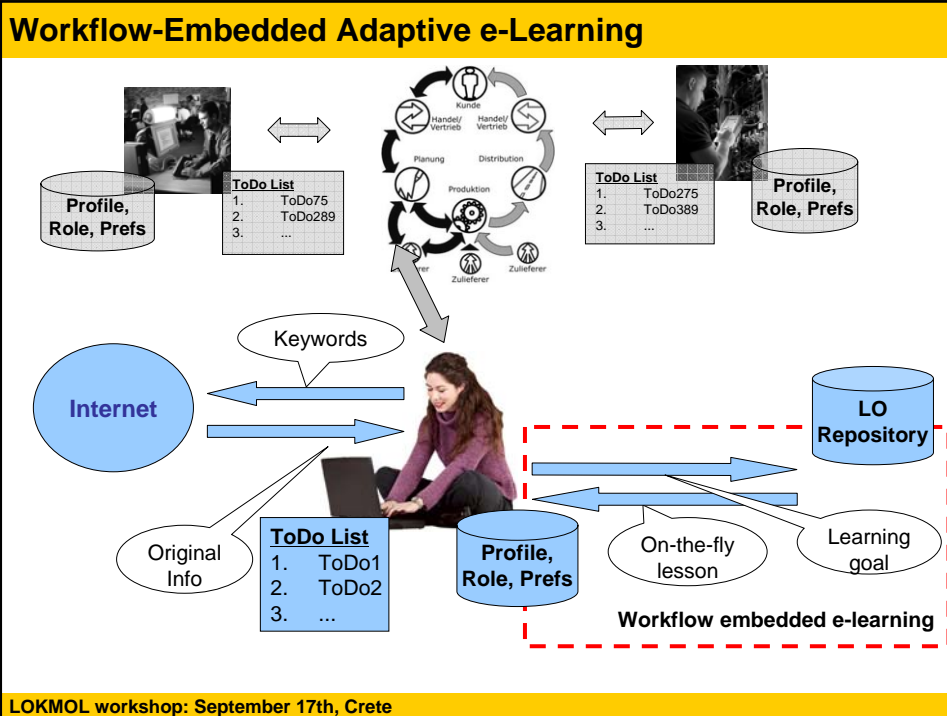 Workflow-Embedded Adaptive e-Learning
Kunde
Handel/
Vertrieb
Handel/
Vertrieb
Planung
Distribution
Produktion
Zulieferer
Zulieferer
Profile,
Role, Prefs
ToDo List
1. ToDo75
2. ToDo289
3. ...
ToDo List
1. ToDo275
2. ToDo389
3. ...
Profile,
Role, Prefs
Keywords
Internet
LO
Repository
Original
Info
ToDo List
1. ToDo1
2. ToDo2
3. ...
Profile,
Role, Prefs
On-the-fly
lesson
Learning
goal
Workflow embedded e-learning
LOKMOL workshop: September 17th, Crete